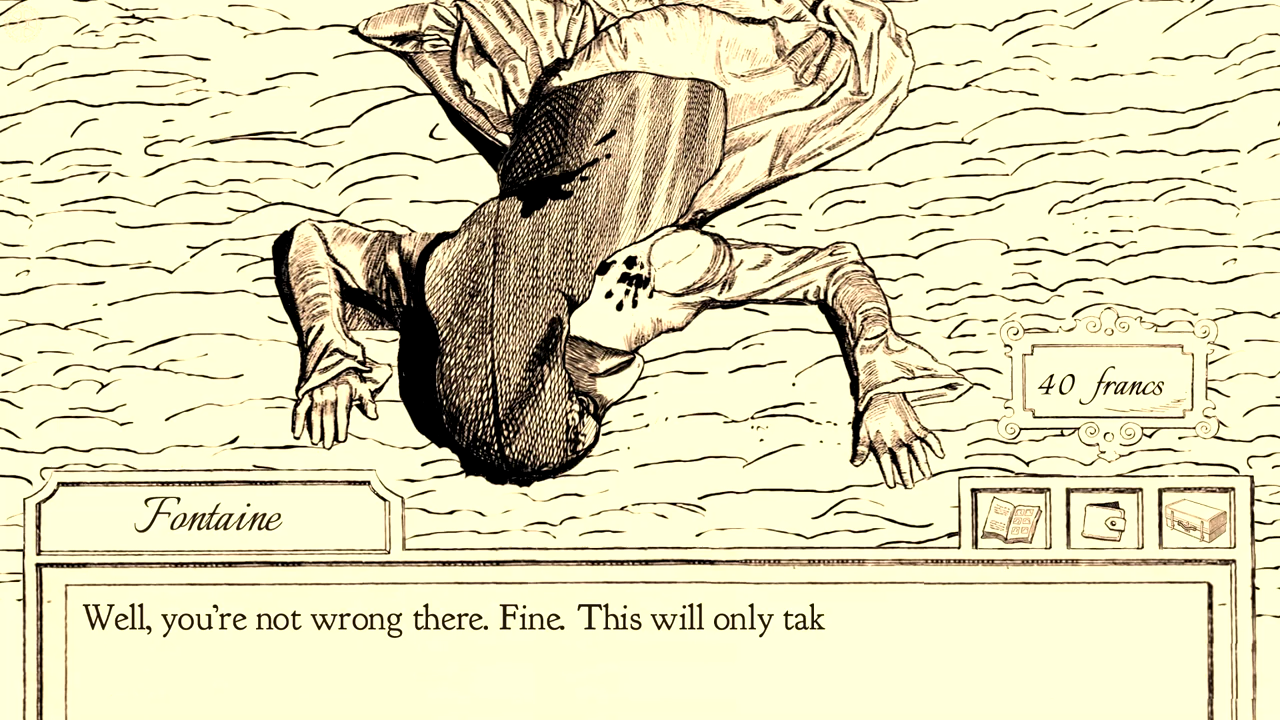 40 francs
Fontaine
Well, you're not wrong there. Fine. This will only tak